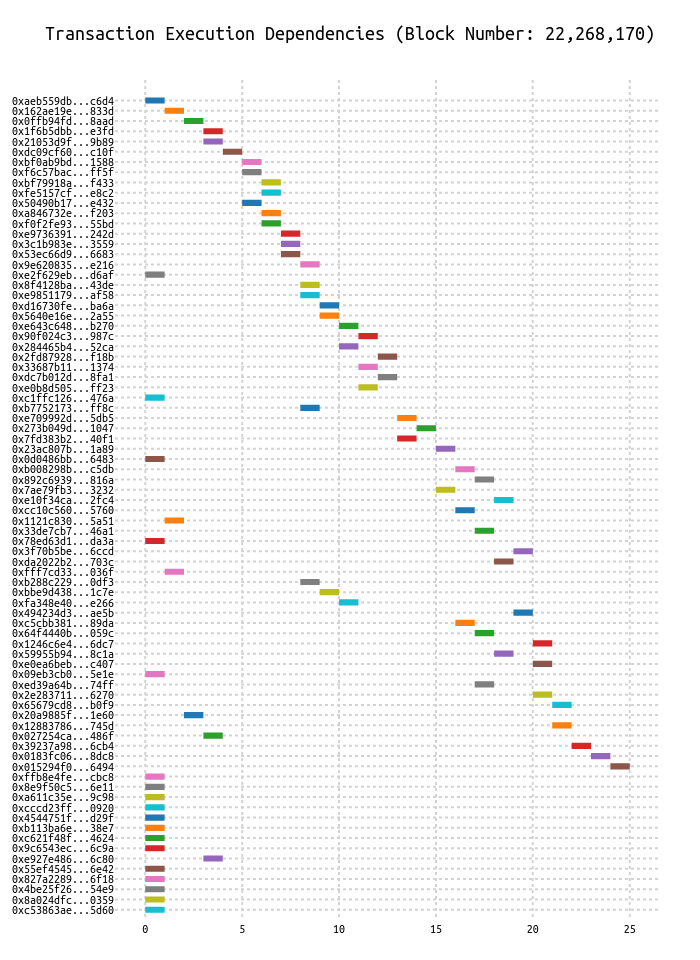 Transaction Execution Dependencies (Block Number: 22,268,170)
0xaeb559db...c6d4
0x162ae19e...833d
0x0ffb94fd...8aad
0x1f6b5dbb...e3fd
0x21053d9f...9b89
0xdc09cf60...c10f
0xbf0ab9bd...1588
0xf6c57bac...ff5f
0xbf79918a...f433
0xfe5157cf...e8c2
0x50490b17...e432
0xa846732e...f203
0xf0f2fe93...55bd
0xe9736391...242d
0x3c1b983e...3559
0x53ec66d9...6683
0x9e620835...e216
0xe2f629eb...d6af
0x8f4128ba...43de
0xe9851179...af58
0xd16730fe...ba6a
0x5640e16e...2a55
0xe643c648...b270
0x90f024c3...987c
0x284465b4...52ca
0x2fd87928...f18b
0x33687b11...1374
0xdc7b012d...8fa1
0xe0b8d505...ff23
0xc1ffc126...476a
0xb7752173...ff8c
0xe709992d...5db5
0x273b049d...1047
0x7fd383b2...40f1
0x23ac807b...1a89
0x0d0486bb...6483
0xb008298b...c5db
0x892c6939...816a
0x7ae79fb3...3232
0xe10f34ca...2fc4
0xcc10c560...5760
0x1121c830...5a51
0x33de7cb7...46a1
0x78ed63d1...da3a
0x3f70b5be...6ccd
0xda2022b2...703c
0xfff7cd33...036f
0xb288c229...0df3
0xbbe9d438...1c7e
0xfa348e40...e266
0x494234d3...ae5b
0xc5cbb381...89da
0x64f4440b...059c
0x1246c6e4...6dc7
0x59955b94...8c1a
0xe0ea6beb...c407
0x09eb3cb0...5e1e
0xed39a64b...74ff
0x2e283711...6270
0x65679cd8...b0f9
0x20a9885f...1e60
0x12883786...745d
0x027254ca...486f
0x39237a98...6cb4
0x0183fc06...8dc8
0x015294f0...6494
0xffb8e4fe...cbc8
0x8e9f50c5...6e11
0xa611c35e...9c98
0xcccd23ff...0920
0x4544751f...d29f
0xb113ba6e...38e7
0xc621f48f...4624
0x9c6543ec...6c9a
0xe927e486...6c80
0x55ef4545...6e42
0x827a2289...6f18
0x4be25f26...54e9
0x8a024dfc...0359
0xc53863ae...5d60
0 5 10 15 20 25